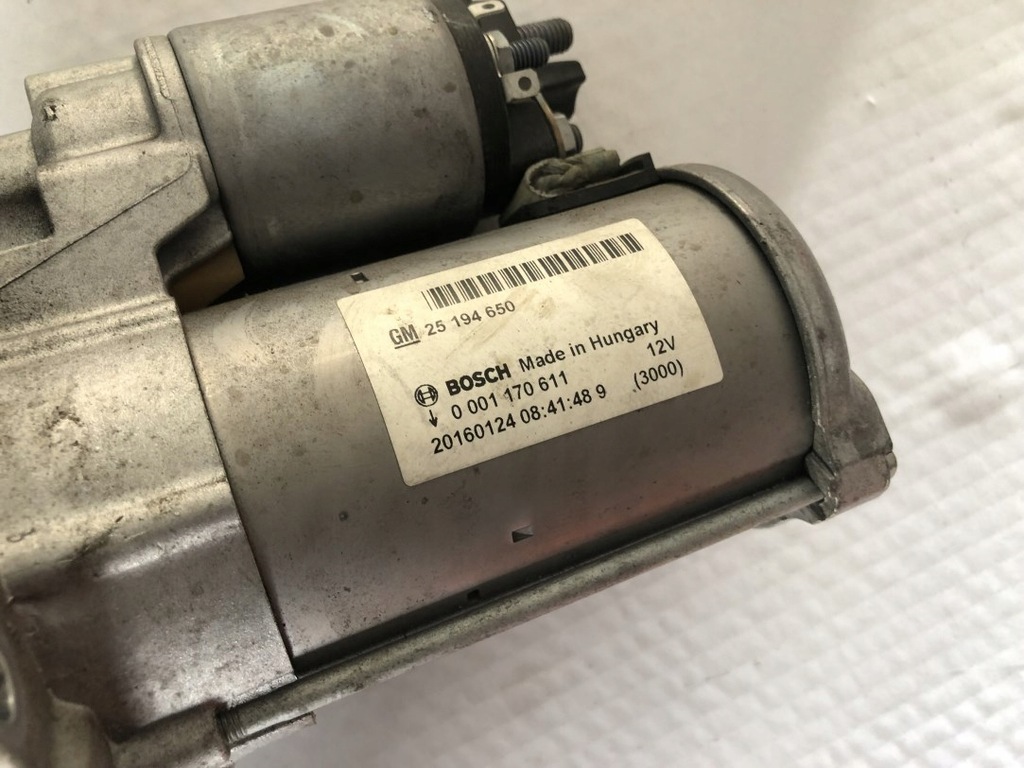 GM 25 194 650
BOSCH Made in Hungary
0 001 170 611 12V
20160124 08:41:48 9 (3000)